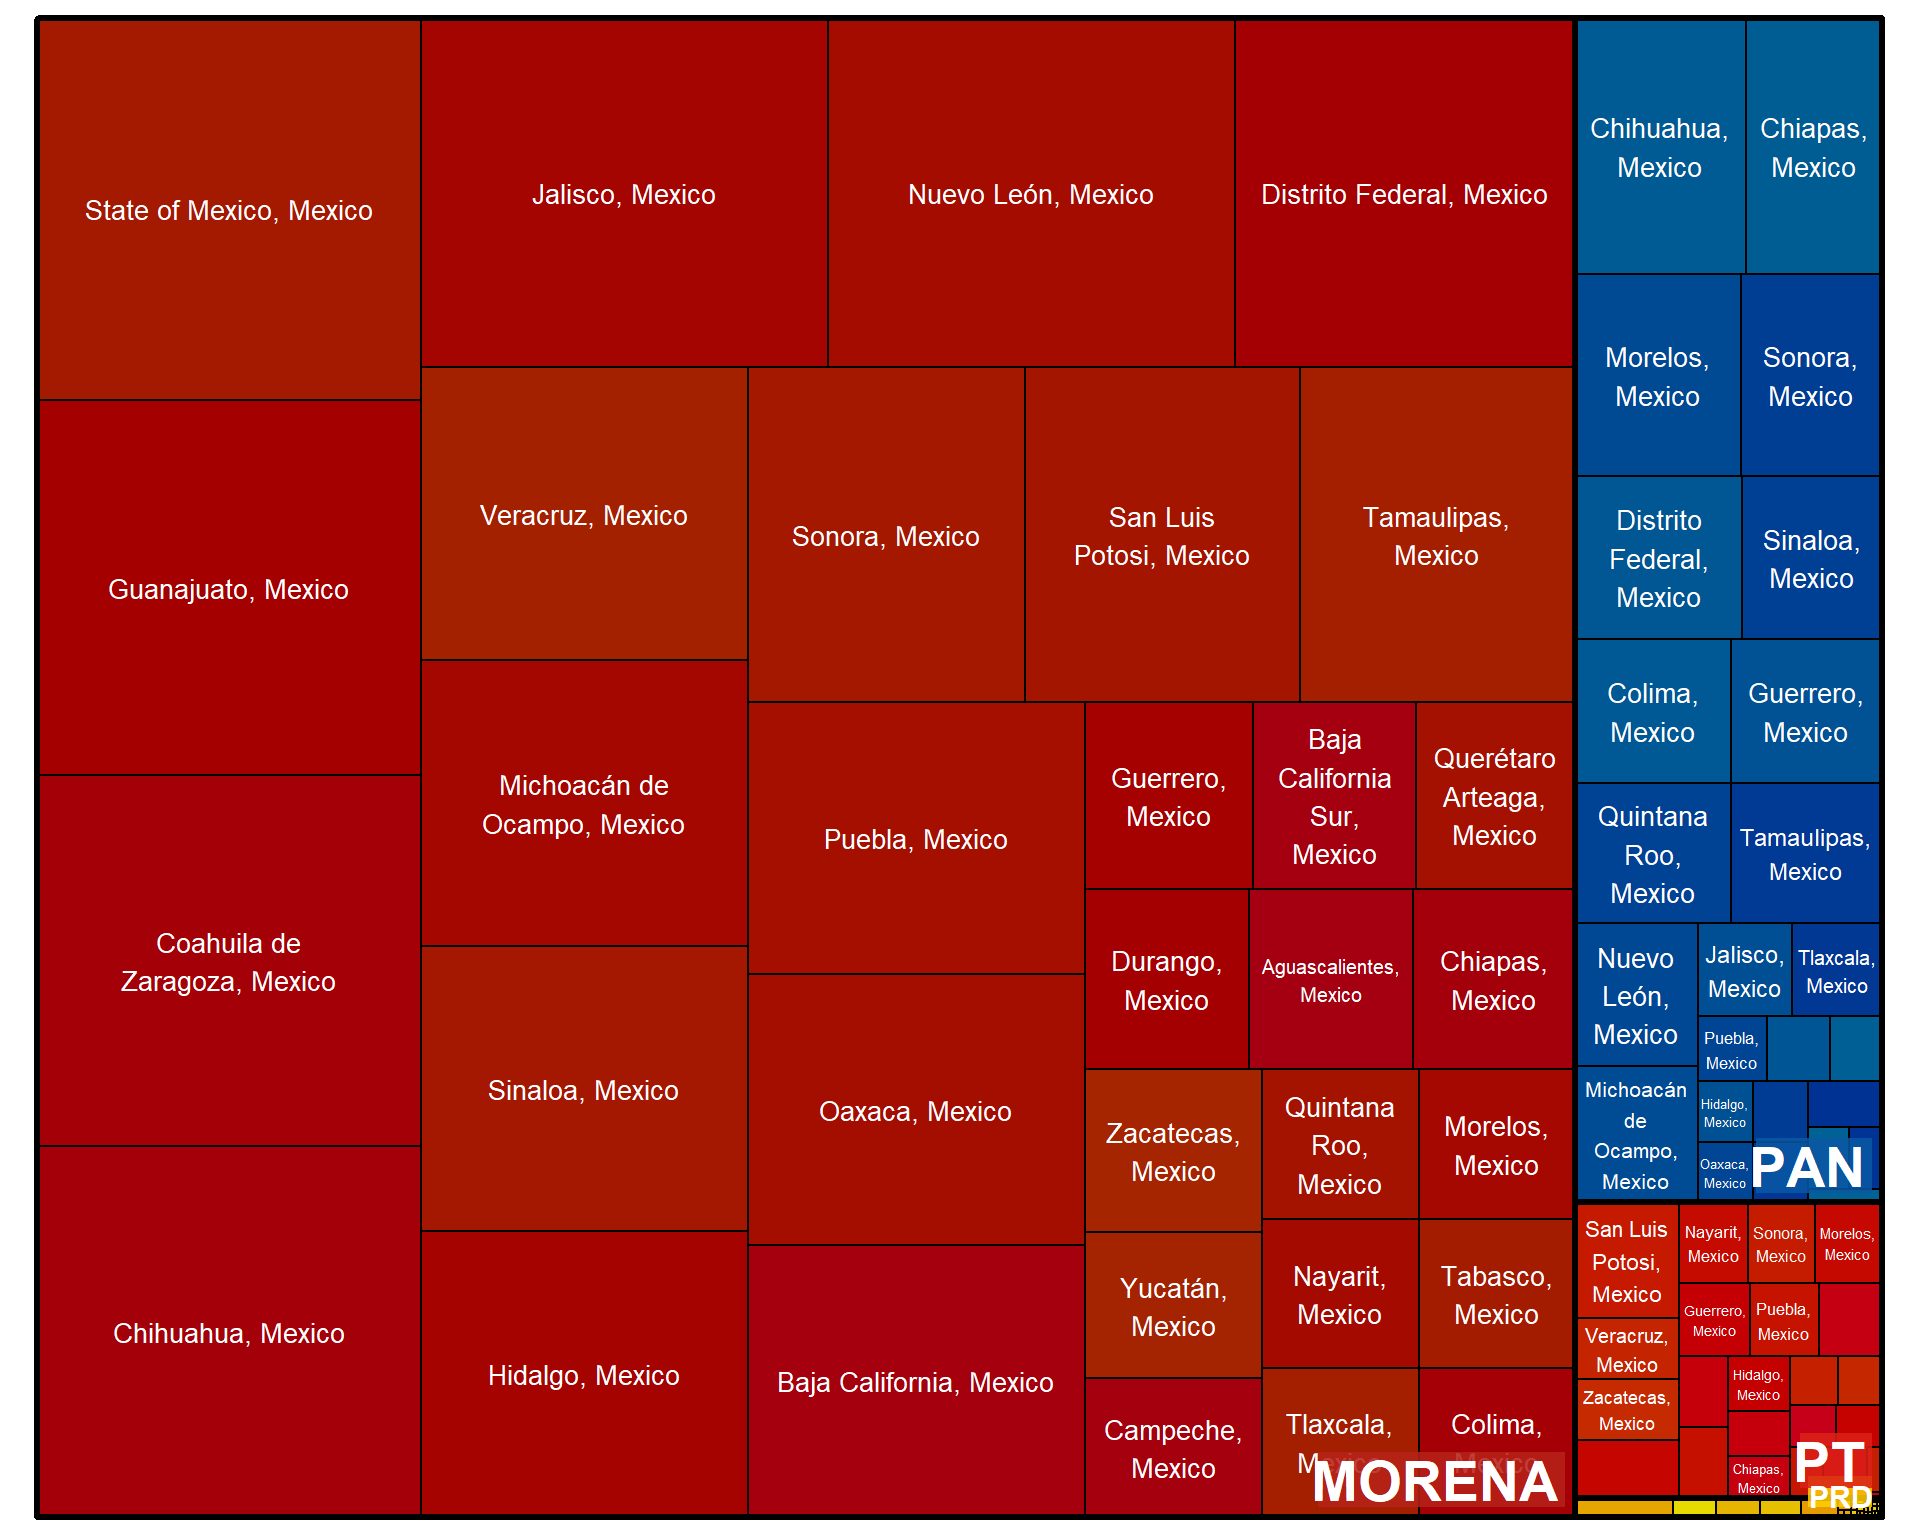 State of Mexico, Mexico
Guanajuato, Mexico
Coahuila de
Zaragoza, Mexico
Chihuahua, Mexico
Jalisco, Mexico
Nuevo León, Mexico
Distrito Federal, Mexico
Veracruz, Mexico
Michoacán de
Ocampo, Mexico
Sinaloa, Mexico
Hidalgo, Mexico
Sonora, Mexico
San Luis
Potosi, Mexico
Tamaulipas,
Mexico
Puebla, Mexico
Oaxaca, Mexico
Baja California, Mexico
Guerrero,
Mexico
Baja
California
Sur,
Mexico
Querétaro
Arteaga,
Mexico
Durango,
Mexico
Aguascalientes,
Mexico
Chiapas,
Mexico
Zacatecas,
Mexico
Quintana
Roo,
Mexico
Morelos,
Mexico
Yucatán,
Mexico
Nayarit,
Mexico
Tabasco,
Mexico
Campeche,
Mexico
Tlaxcala,
Mexico
Colima,
Mexico
MORENA
Chihuahua,
Mexico
Chiapas,
Mexico
Morelos,
Mexico
Sonora,
Mexico
Distrito
Federal,
Mexico
Sinaloa,
Mexico
Colima,
Mexico
Guerrero,
Mexico
Quintana
Roo,
Mexico
Tamaulipas,
Mexico
Nuevo
León,
Mexico
Jalisco,
Mexico
Tlaxcala,
Mexico
Puebla,
Mexico
Michoacán
de
Ocampo,
Mexico
Hidalgo,
Mexico
Oaxaca,
Mexico
PAN
San Luis
Potosi,
Mexico
Nayarit,
Mexico
Sonora,
Mexico
Morelos,
Mexico
Guerrero,
Mexico
Puebla,
Mexico
Veracruz,
Mexico
Zacatecas,
Mexico
Hidalgo,
Mexico
Chiapas,
Mexico
PT
PRD